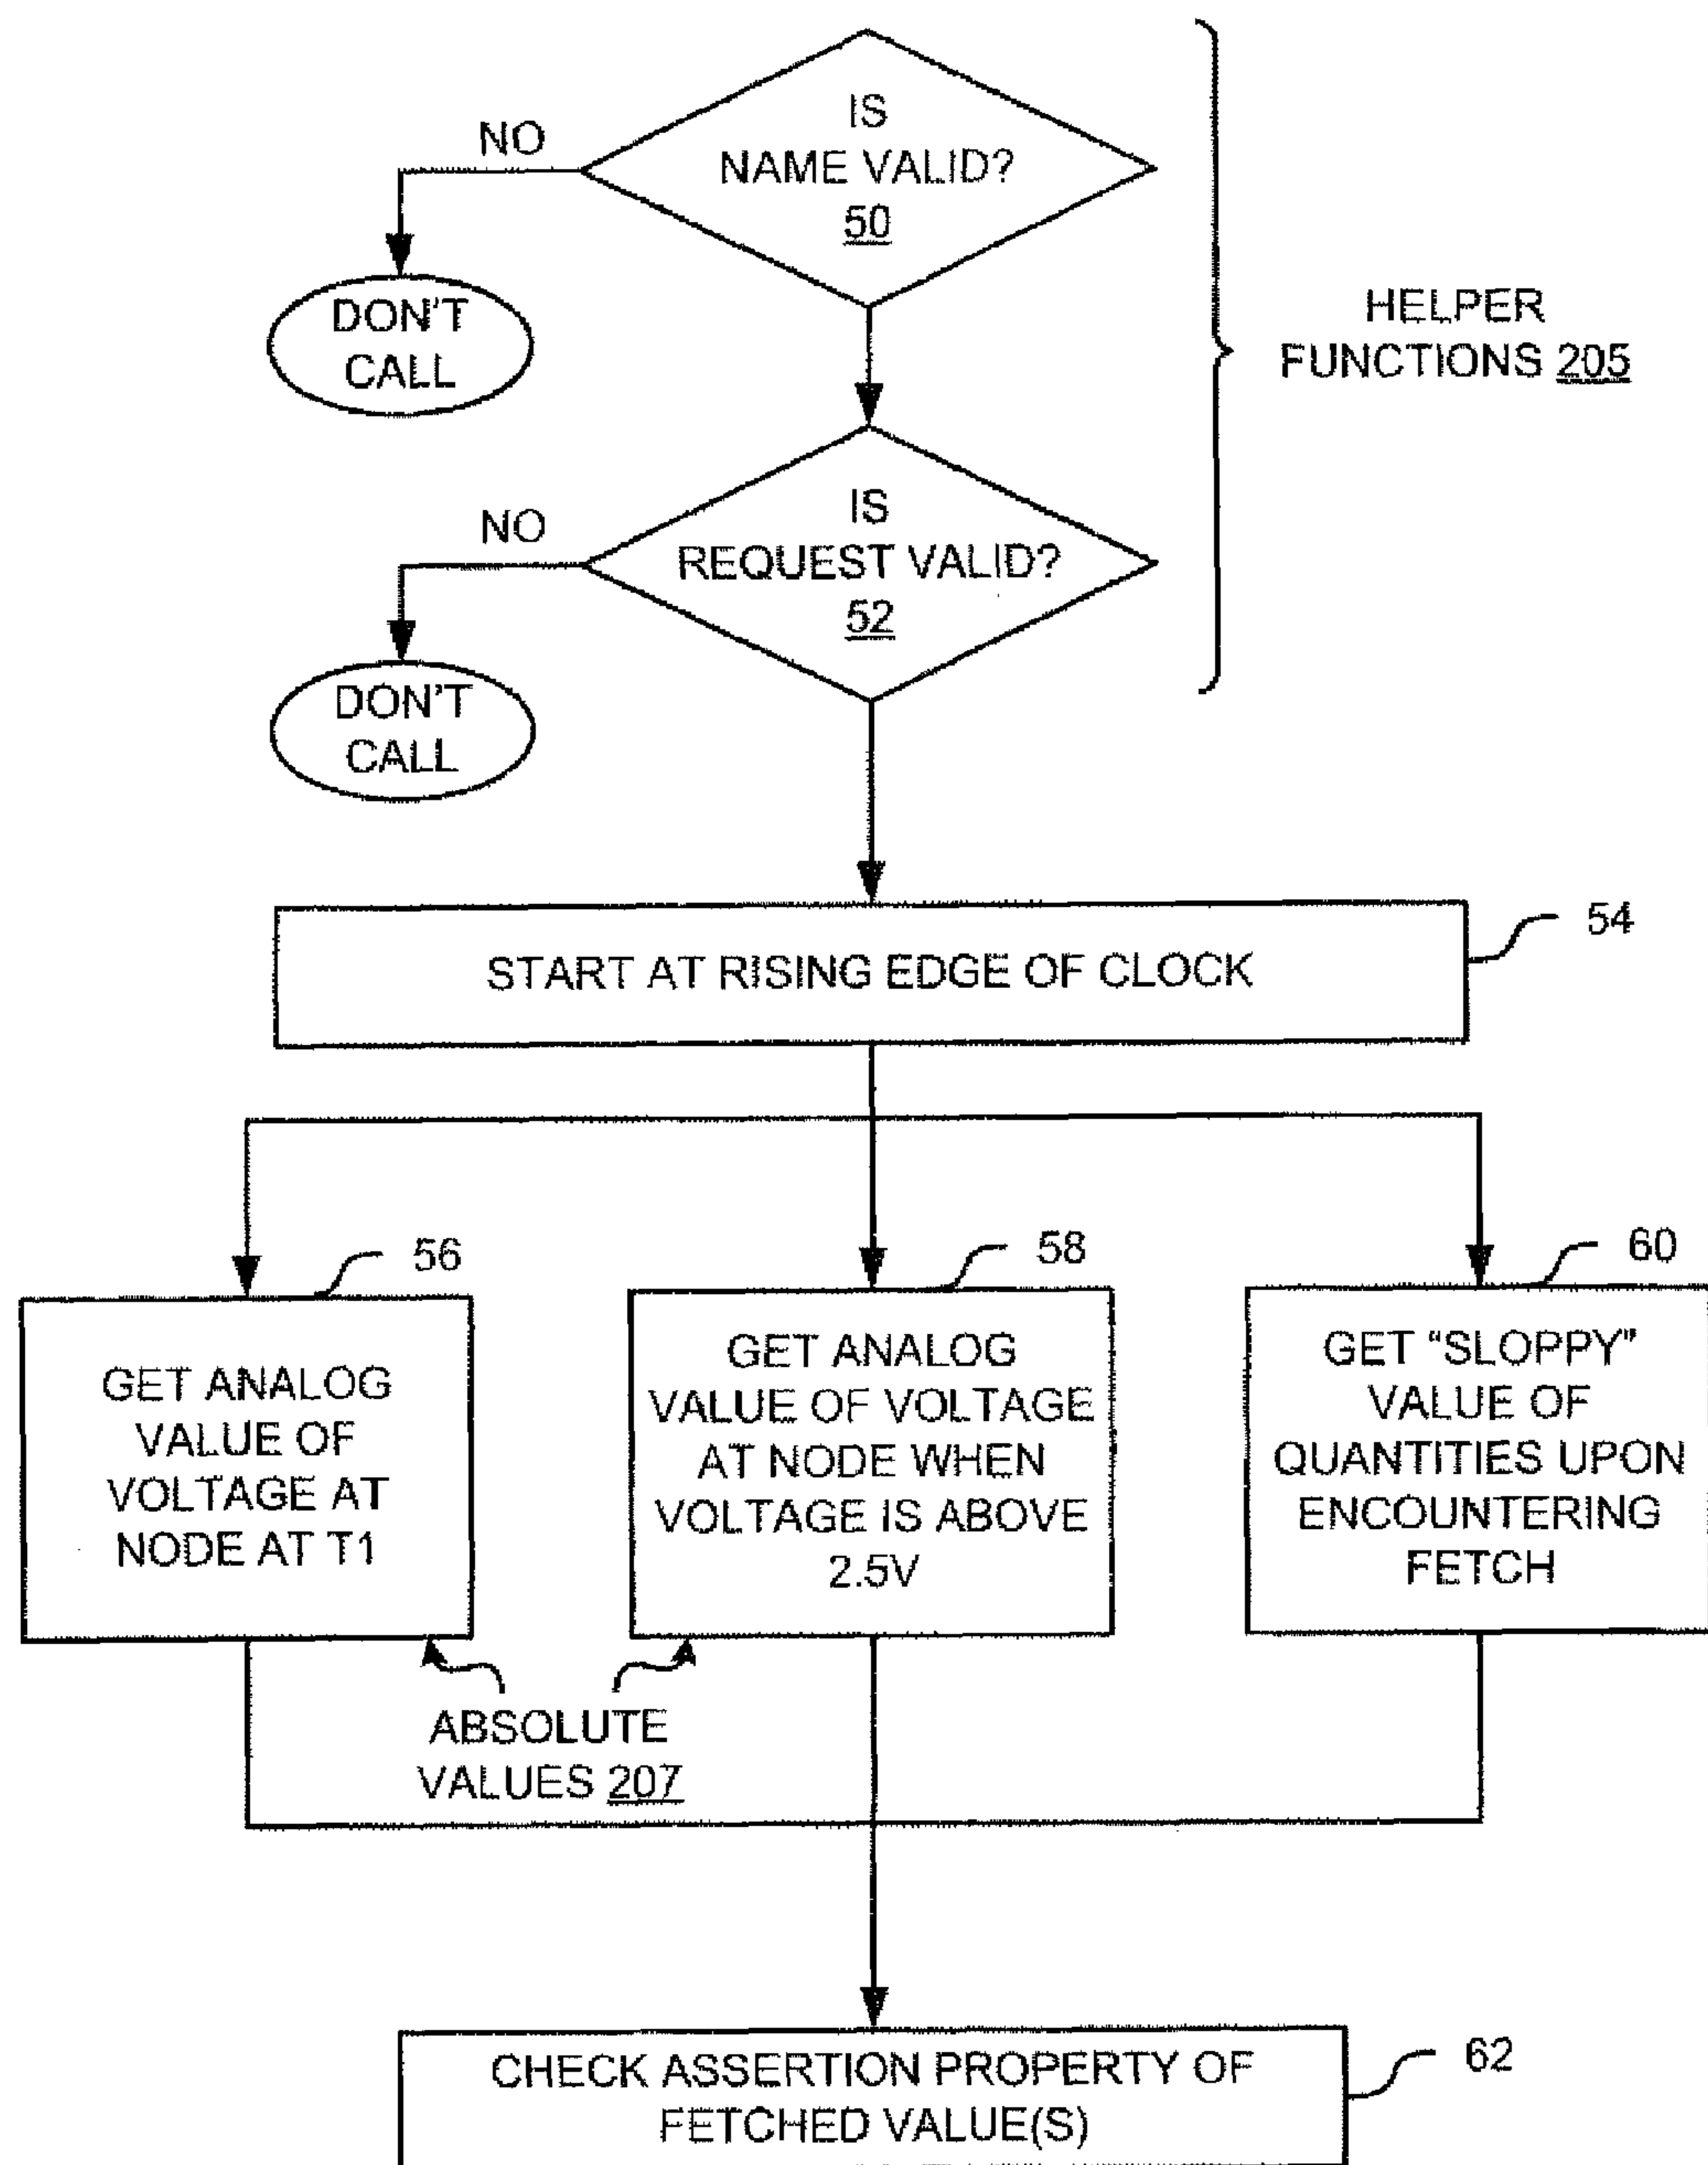 IS
NAME VALID?
50
NO
DON'T
CALL
HELPER
FUNCTIONS 205
IS
REQUEST VALID?
52
NO
DON'T
CALL
START AT RISING EDGE OF CLOCK
54
56
GET ANALOG
VALUE OF
VOLTAGE AT
NODE AT T1
58
GET ANALOG
VALUE OF VOLTAGE
AT NODE WHEN
VOLTAGE IS ABOVE
2.5V
60
GET “SLOPPY”
VALUE OF
QUANTITIES UPON
ENCOUNTERING
FETCH
ABSOLUTE
VALUES 207
CHECK ASSERTION PROPERTY OF
FETCHED VALUE(S)
62